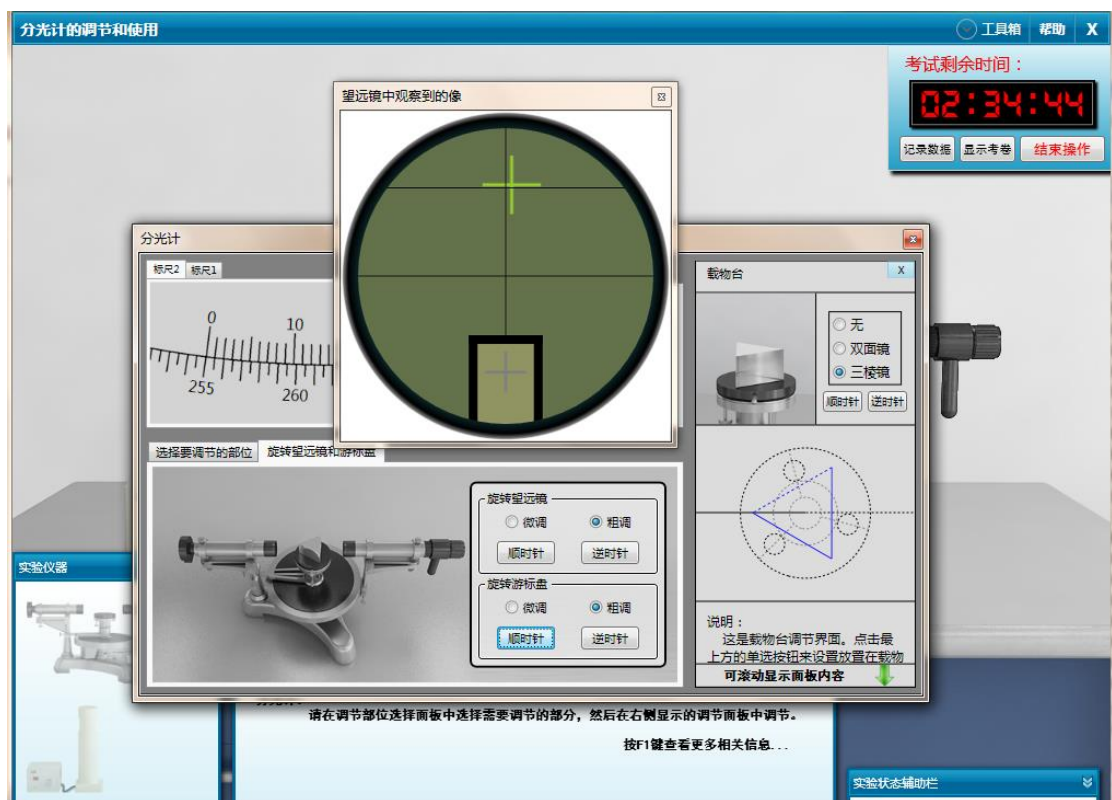 分光计的调节和使用
工具箱 帮助 X
考试剩余时间：
02:34:44
记录数据 显示考卷 结束操作
望远镜中观察到的像
分光计
标尺2 标尺1
0 10
255 260
载物台 X
无
双面镜
三棱镜
顺时针 逆时针
选择要调节的部位 旋转望远镜和游标盘
旋转望远镜
微调 粗调
顺时针 逆时针
旋转游标盘
微调 粗调
顺时针 逆时针
说明：
这是载物台调节界面。点击最
上方的单选按钮来设置放置在载物
可滚动显示面板内容
实验仪器
请在调节部位选择面板中选择需要调节的部分，然后在右侧显示的调节面板中调节。
按F1键查看更多相关信息...
实验状态辅助栏